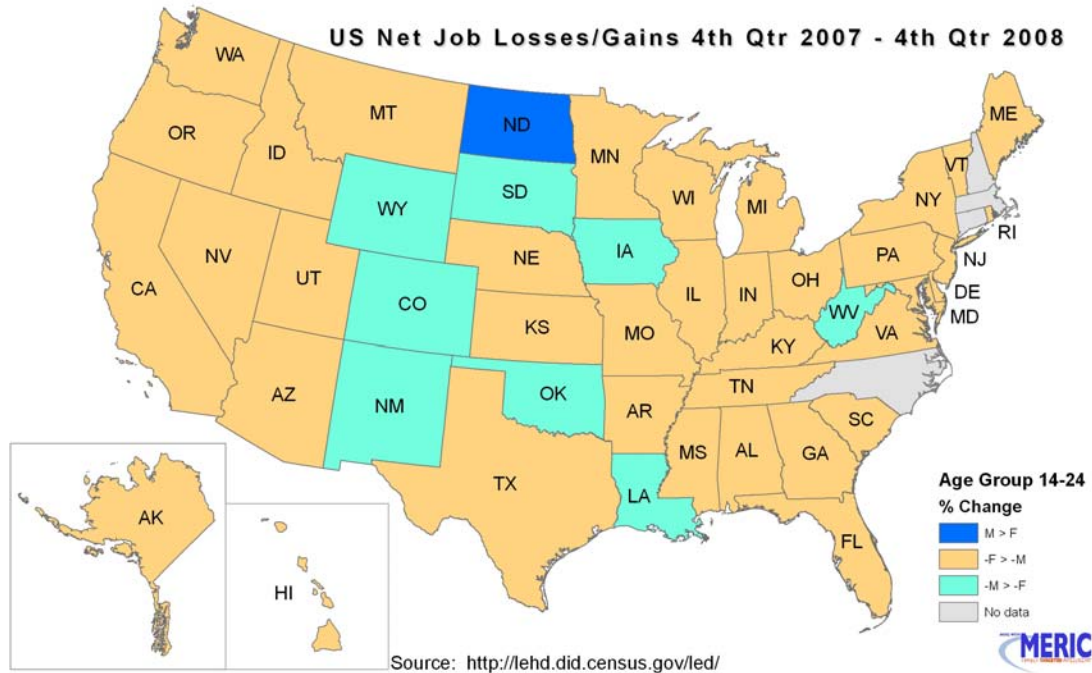 US Net Job Losses/Gains 4th Qtr 2007 - 4th Qtr 2008
WA
OR
ID
MT
ND
MN
WI
MI
ME
VT
NY
RI
WY
SD
IA
NE
NV
UT
CA
CO
KS
MO
IL
IN
OH
PA
NJ
DE
MD
WV
VA
KY
TN
AZ
NM
OK
AR
SC
MS
AL
GA
TX
LA
FL
AK
HI
Age Group 14-24
% Change
M > F
-F > -M
-M > -F
No data
MERIC
Source: http://lehd.did.census.gov/led/